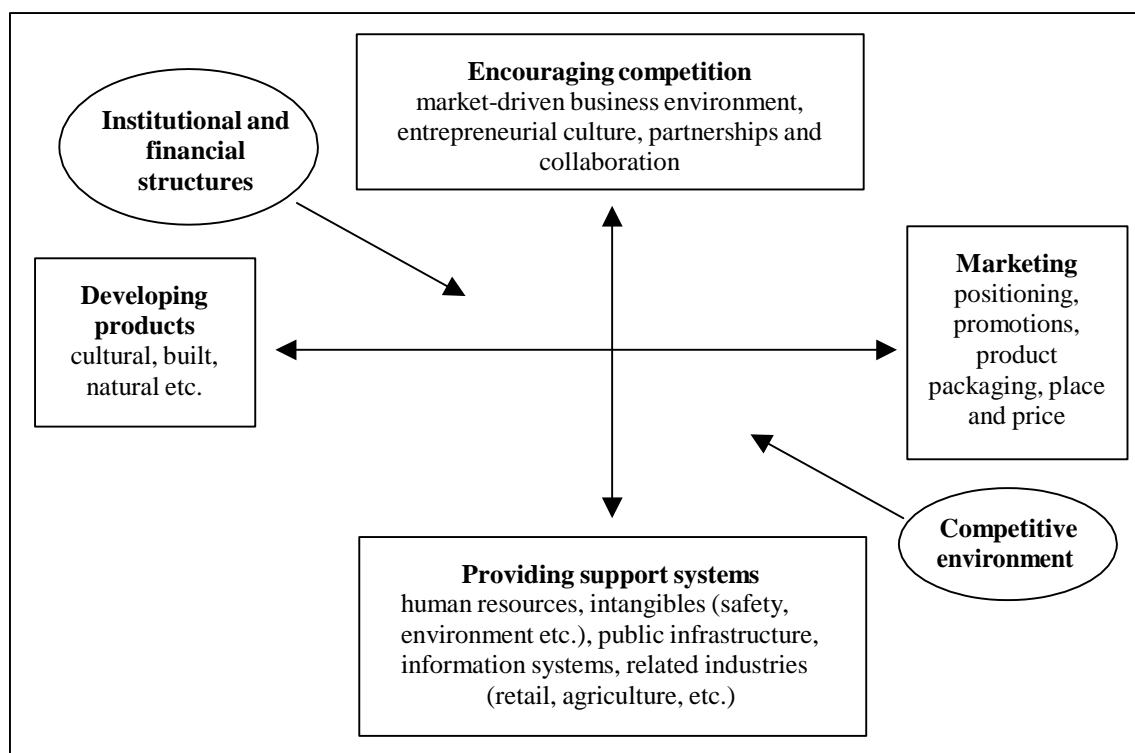 Encouraging competition
market-driven business environment,
entrepreneurial culture, partnerships and
collaboration
Institutional and
financial
structures
Developing
products
cultural, built,
natural etc.
Marketing
positioning,
promotions,
product
packaging, place
and price
Competitive
environment
Providing support systems
human resources, intangibles (safety,
environment etc.), public infrastructure,
information systems, related industries
(retail, agriculture, etc.)